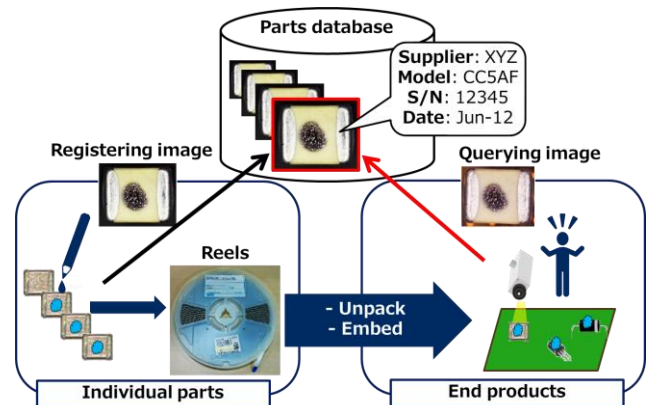 Parts database
Supplier: XYZ
Model: CC5AF
S/N: 12345
Date: Jun-12
Registering image
Querying image
Reels
- Unpack
- Embed
Individual parts
End products